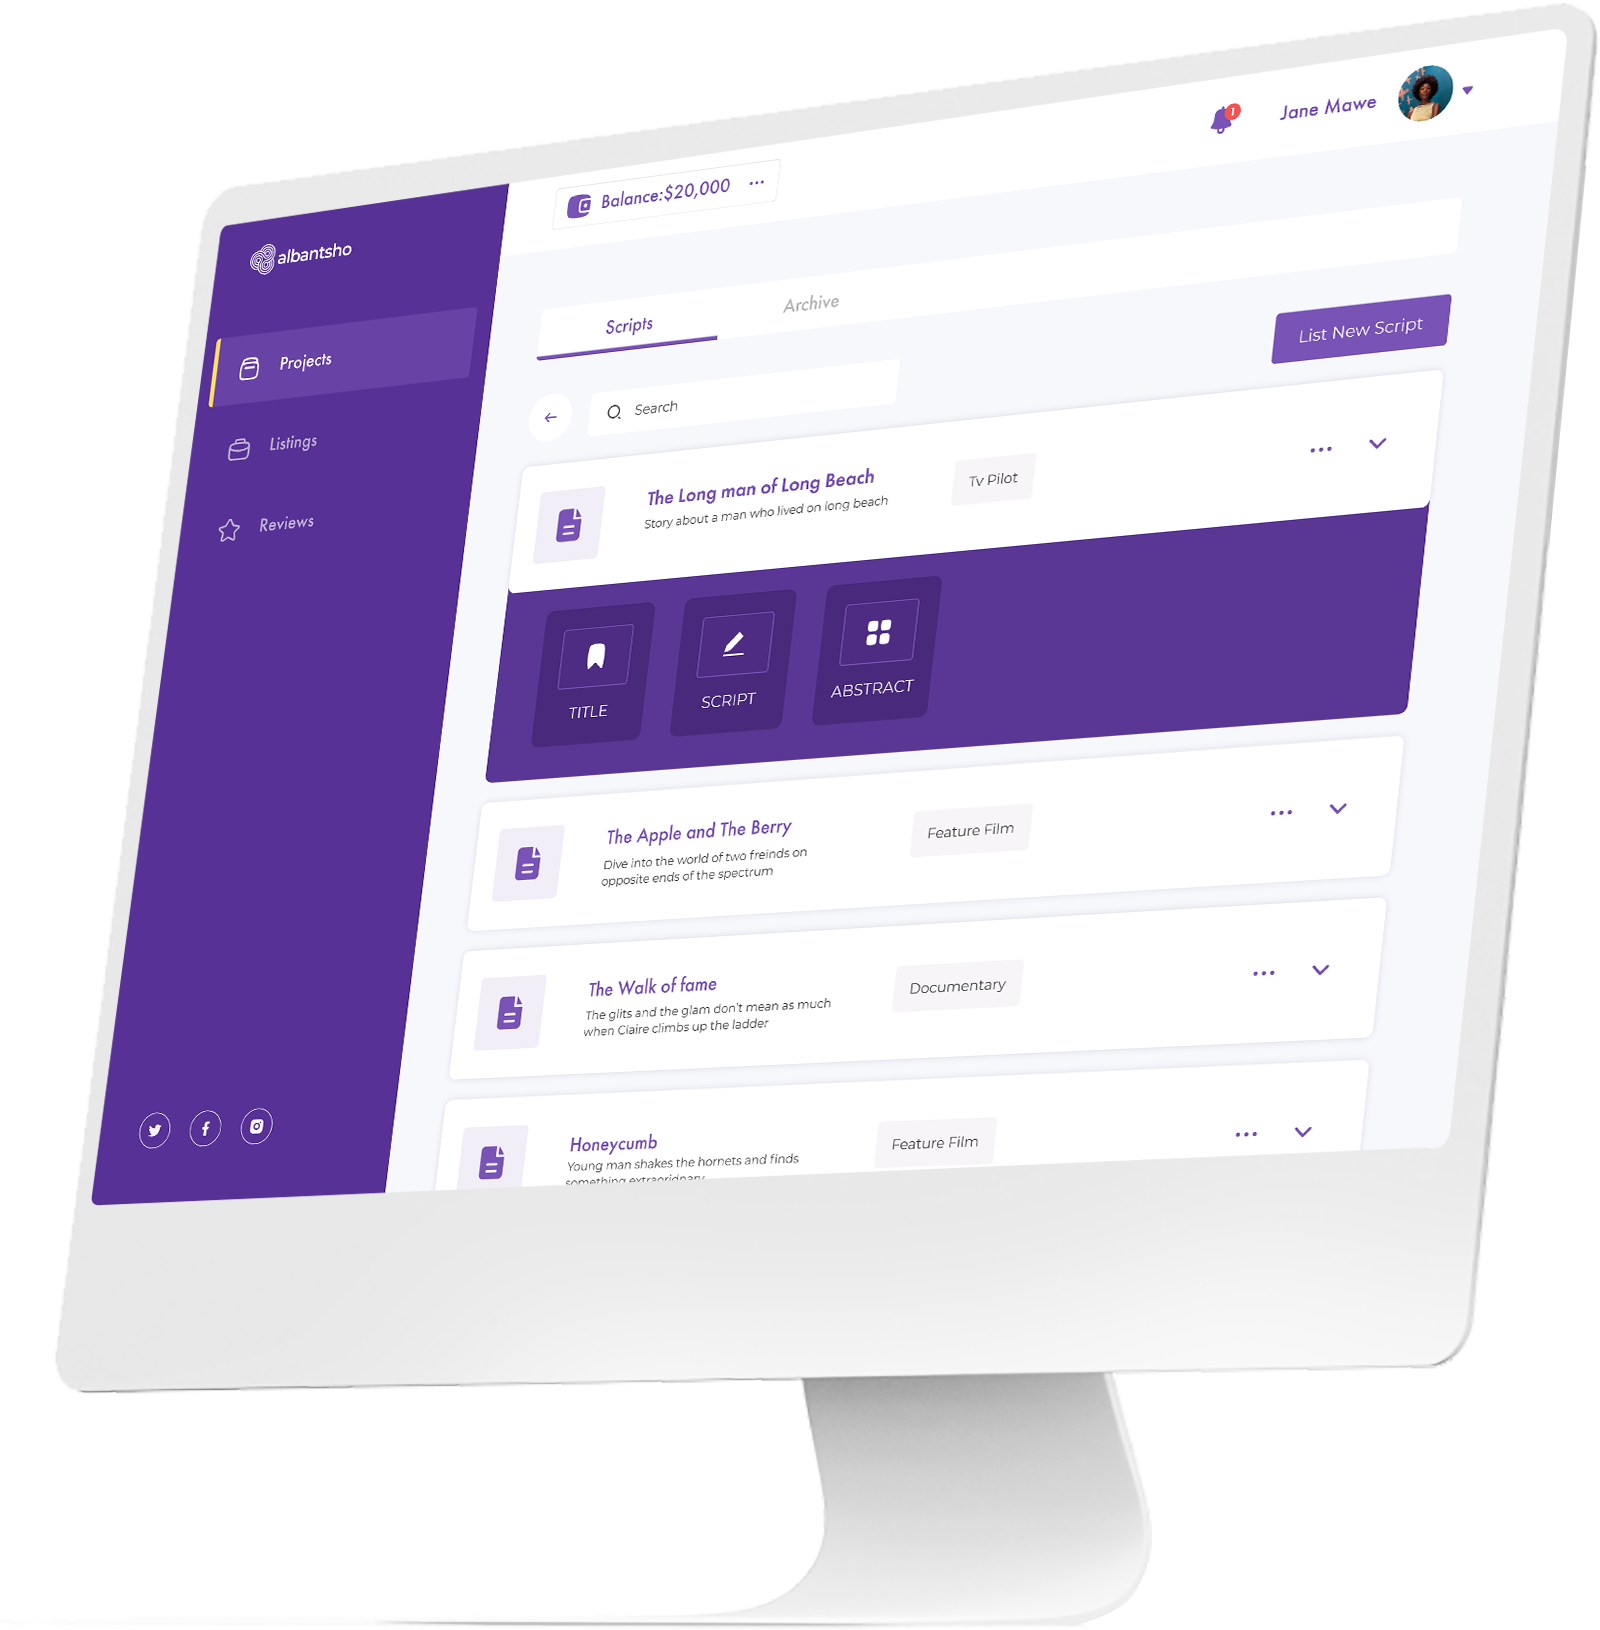 1
Jane Mawe
Balance:$20,000
albantsho
Projects
Listings
Reviews
Scripts
Archive
List New Script
Search
The Long man of Long Beach
Story about a man who lived on long beach
Tv Pilot
TITLE
SCRIPT
ABSTRACT
The Apple and The Berry
Dive into the world of two freinds on
opposite ends of the spectrum
Feature Film
The Walk of fame
The glits and the glam don't mean as much
when Claire climbs up the ladder
Documentary
Honeycumb
Young man shakes the hornets and finds
something extraoridnary
Feature Film